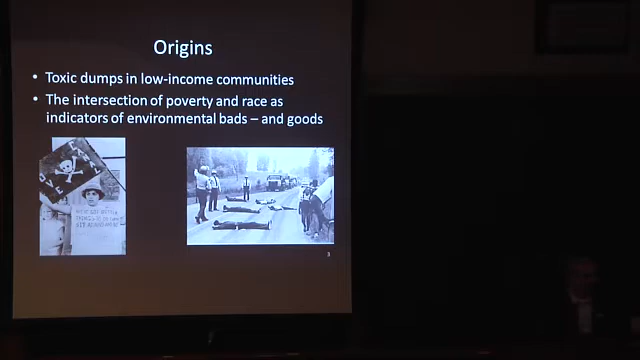 Origins
• Toxic dumps in low-income communities
• The intersection of poverty and race as
indicators of environmental bads – and goods
3